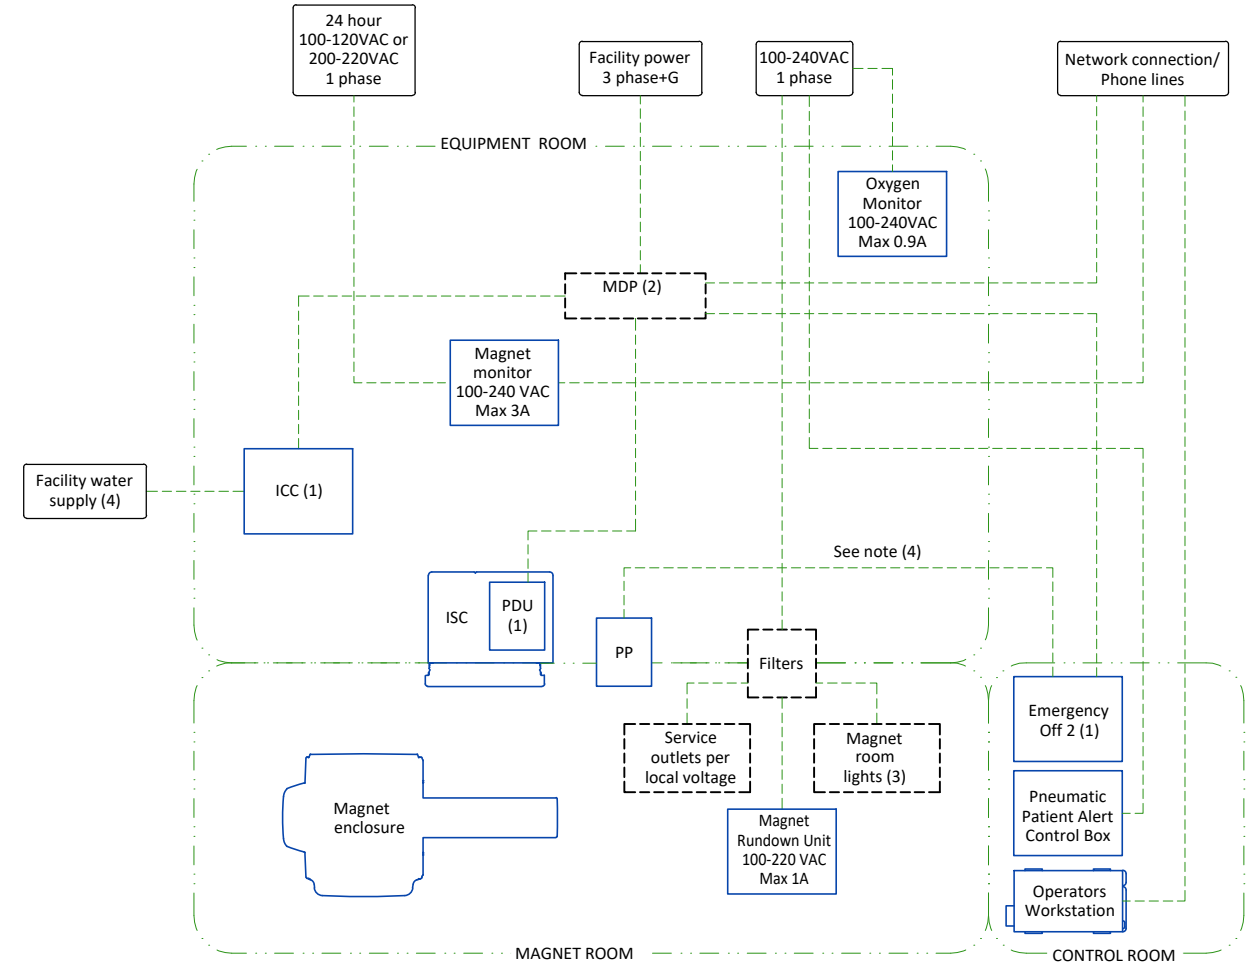 24 hour
100-120VAC or
200-220VAC
1 phase
Facility power
3 phase+G
100-240VAC
1 phase
Network connection/
Phone lines
EQUIPMENT ROOM
Oxygen
Monitor
100-240VAC
Max 0.9A
MDP (2)
Magnet
monitor
100-240 VAC
Max 3A
Facility water
supply (4)
ICC (1)
See note (4)
ISC
PDU
(1)
PP
Filters
Service
outlets per
local voltage
Magnet
room
lights (3)
Emergency
Off 2 (1)
Magnet
enclosure
Magnet
Rundown Unit
100-220 VAC
Max 1A
Pneumatic
Patient Alert
Control Box
Operators
Workstation
MAGNET ROOM
CONTROL ROOM